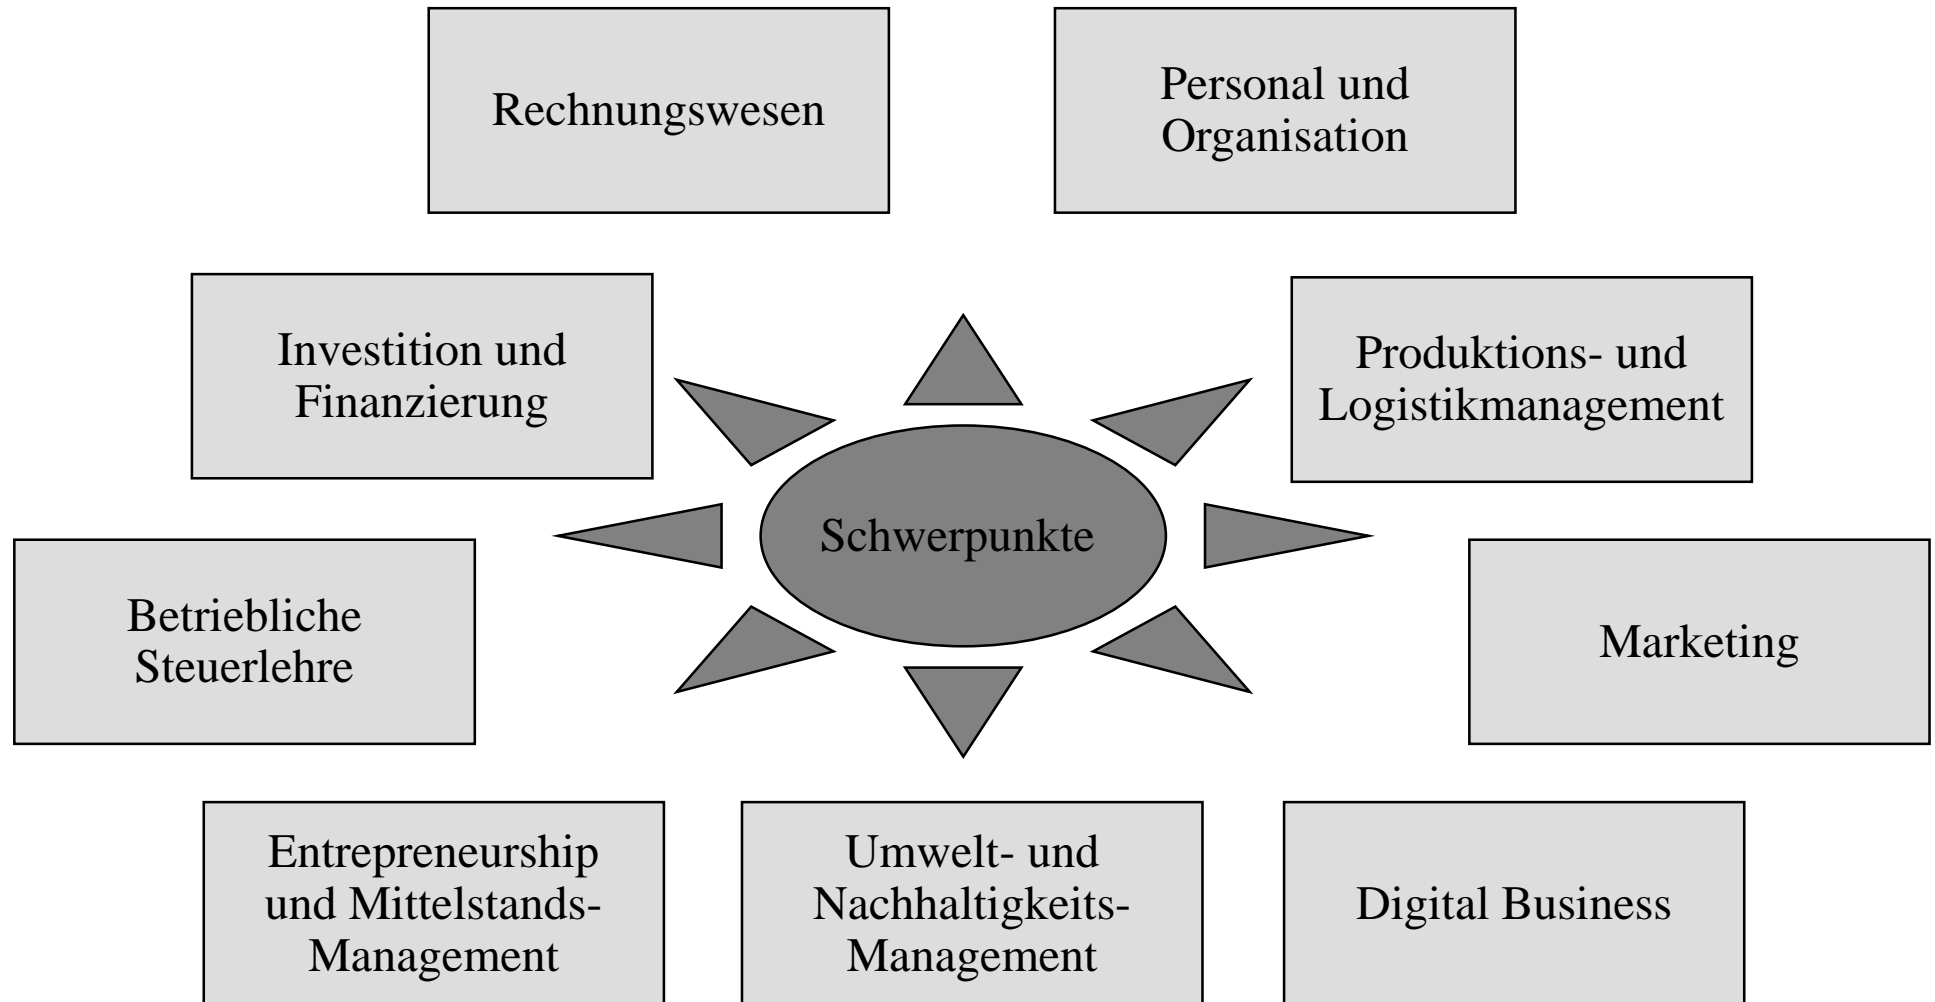 Rechnungswesen
Personal und
Organisation
Investition und
Finanzierung
Produktions- und
Logistikmanagement
Schwerpunkte
Betriebliche
Steuerlehre
Marketing
Entrepreneurship
und Mittelstands-
Management
Umwelt- und
Nachhaltigkeits-
Management
Digital Business